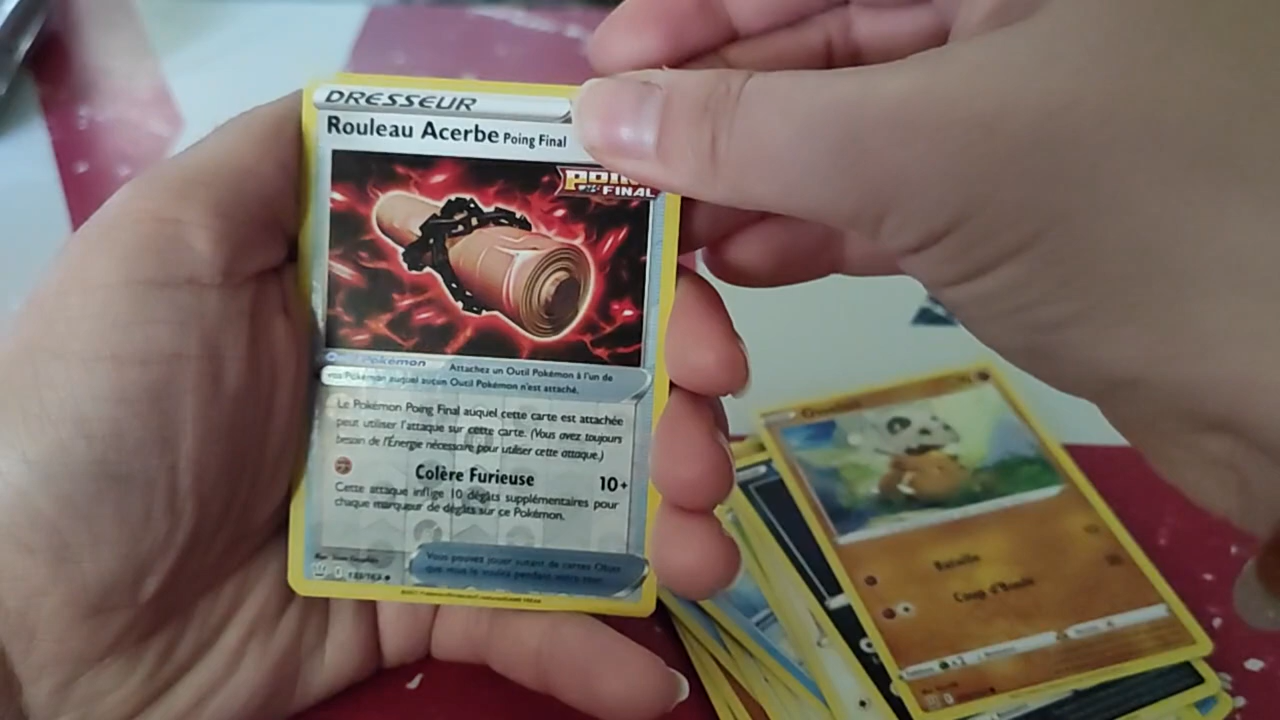 DRESSEUR
Rouleau Acerbe Poing Final
FINAL
Pokémon
Attachez un Outil Pokémon à l'un de
vos Pokémon auquel aucun Outil Pokémon n'est attaché.
Le Pokémon Poing Final auquel cette carte est attachée
peut utiliser l'attaque sur cette carte. (Vous avez toujours
besoin de l'Énergie nécessaire pour utiliser cette attaque.)
Colère Furieuse 10+
Cette attaque inflige 10 dégâts supplémentaires pour
chaque marqueur de dégâts sur ce Pokémon.
Vous pouvez jouer autant de cartes Objet
que vous le voulez pendant votre tour.
Bataille
Coup d'Boule
×2